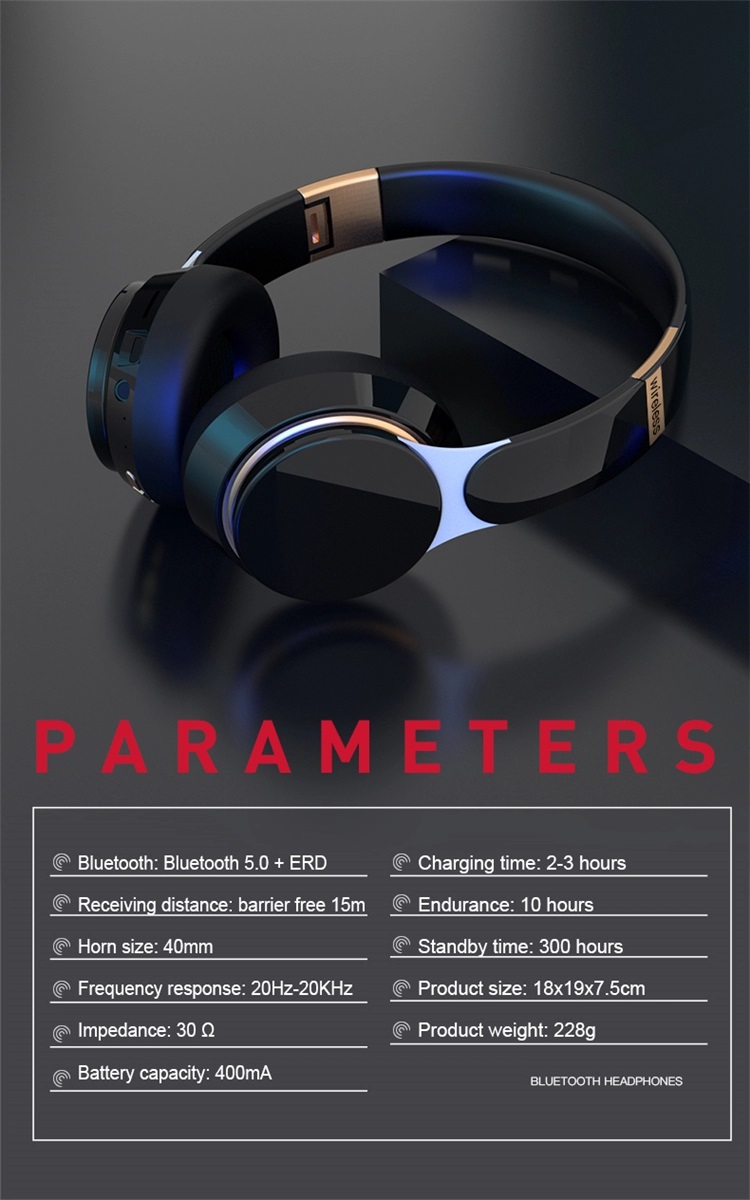 wireless
PARAMETERS
Bluetooth: Bluetooth 5.0 + ERD
Receiving distance: barrier free 15m
Horn size: 40mm
Frequency response: 20Hz-20KHz
Impedance: 30 Ω
Battery capacity: 400mA
Charging time: 2-3 hours
Endurance: 10 hours
Standby time: 300 hours
Product size: 18x19x7.5cm
Product weight: 228g
BLUETOOTH HEADPHONES